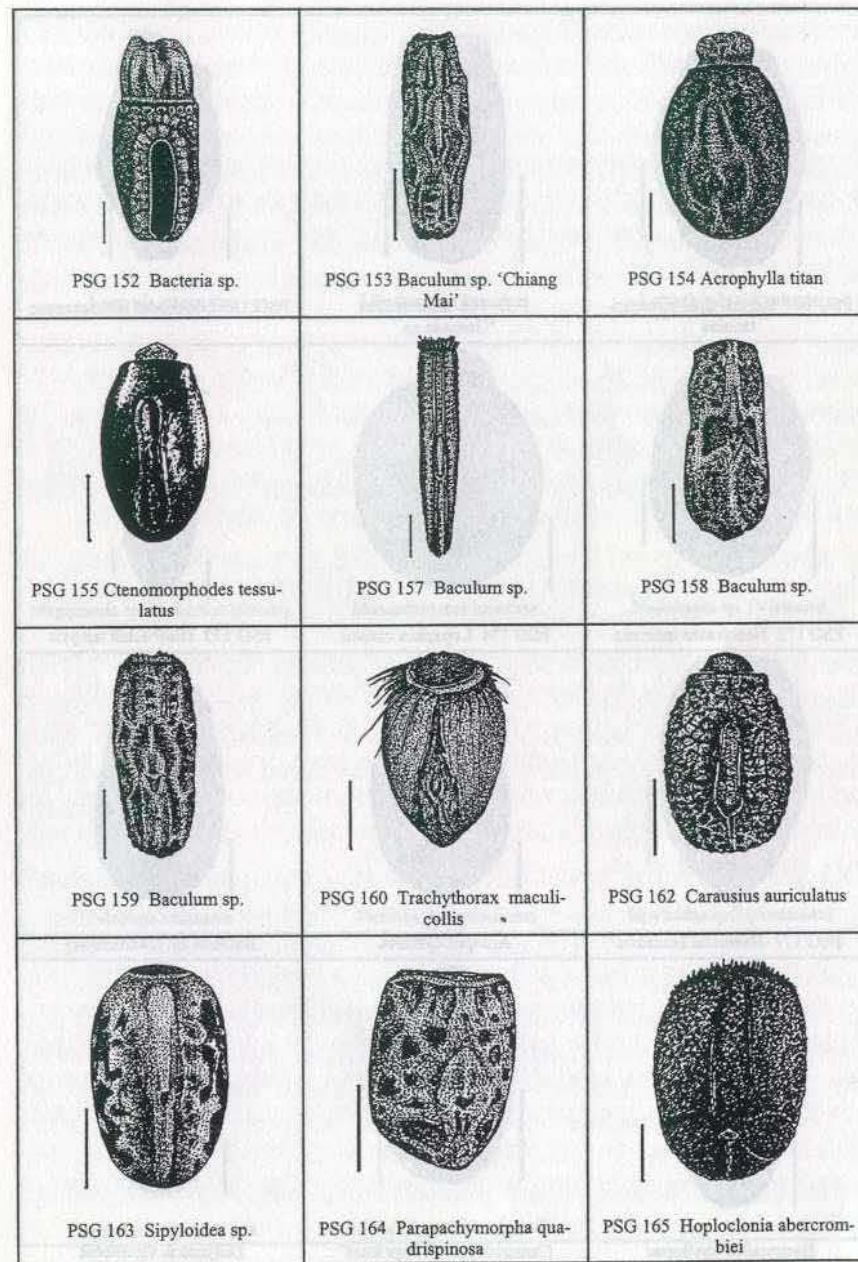 PSG 152 Bacteria sp.
PSG 153 Baculum sp. 'Chiang
Mai'
PSG 154 Acrophylla titan
PSG 155 Ctenomorphodes tessu-
latus
PSG 157 Baculum sp.
PSG 158 Baculum sp.
PSG 159 Baculum sp.
PSG 160 Trachythorax maculi-
collis
PSG 162 Carausius auriculatus
PSG 163 Sipyloidea sp.
PSG 164 Parapachymorpha qua-
drispinosa
PSG 165 Hoploclonia abercrom-
biei